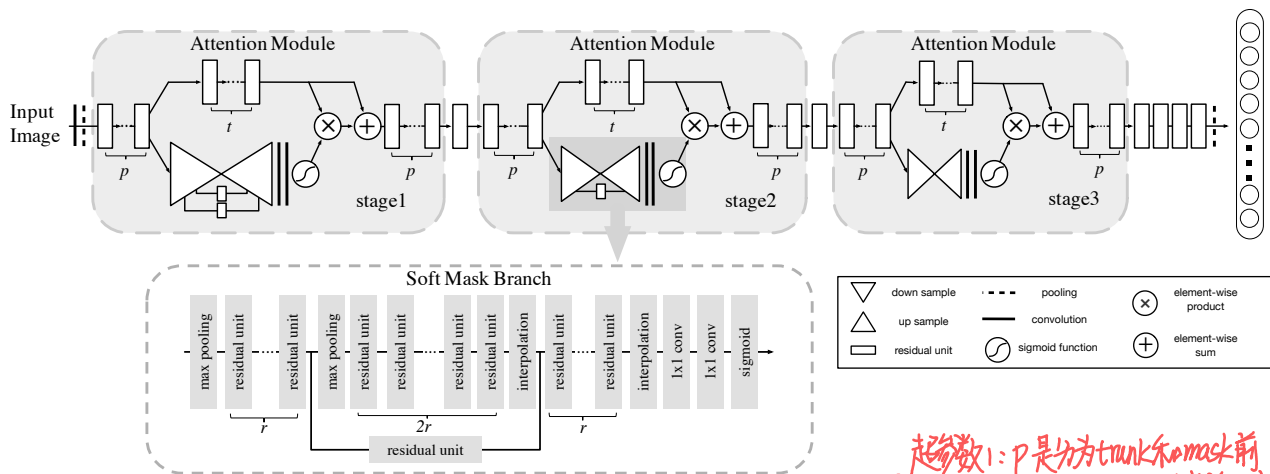 Attention Module
Attention Module
Attention Module
Input
Image
t
t
t
p
p
p
p
p
p
stage1
stage2
stage3
Soft Mask Branch
max pooling
residual unit
residual unit
max pooling
residual unit
residual unit
residual unit
residual unit
interpolation
residual unit
residual unit
interpolation
1x1 conv
1x1 conv
sigmoid
r
2r
r
residual unit
down sample
up sample
residual unit
pooling
convolution
sigmoid function
element-wise
product
element-wise
sum
起参数1:p是分为trunk和mask前